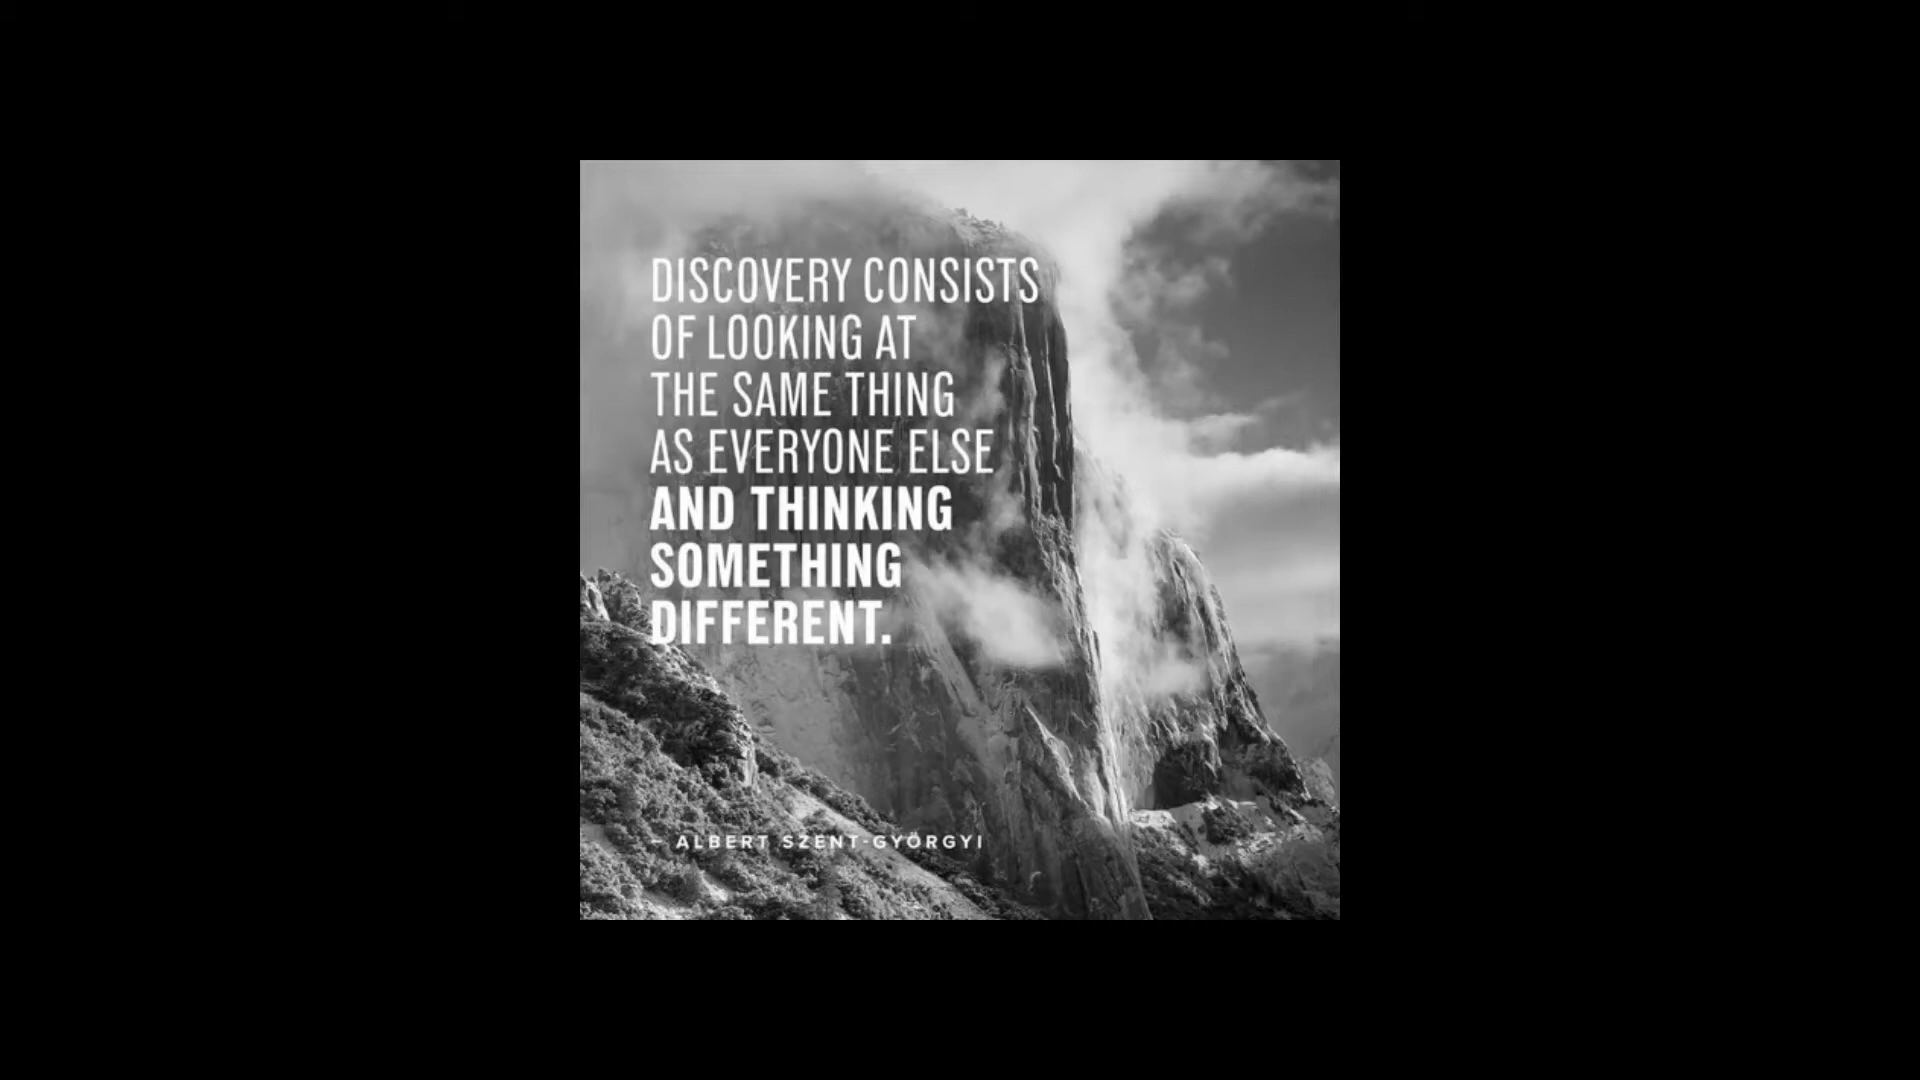 DISCOVERY CONSISTS
OF LOOKING AT
THE SAME THING
AS EVERYONE ELSE
AND THINKING
SOMETHING
DIFFERENT.
– ALBERT SZENT-GYÖRGYI